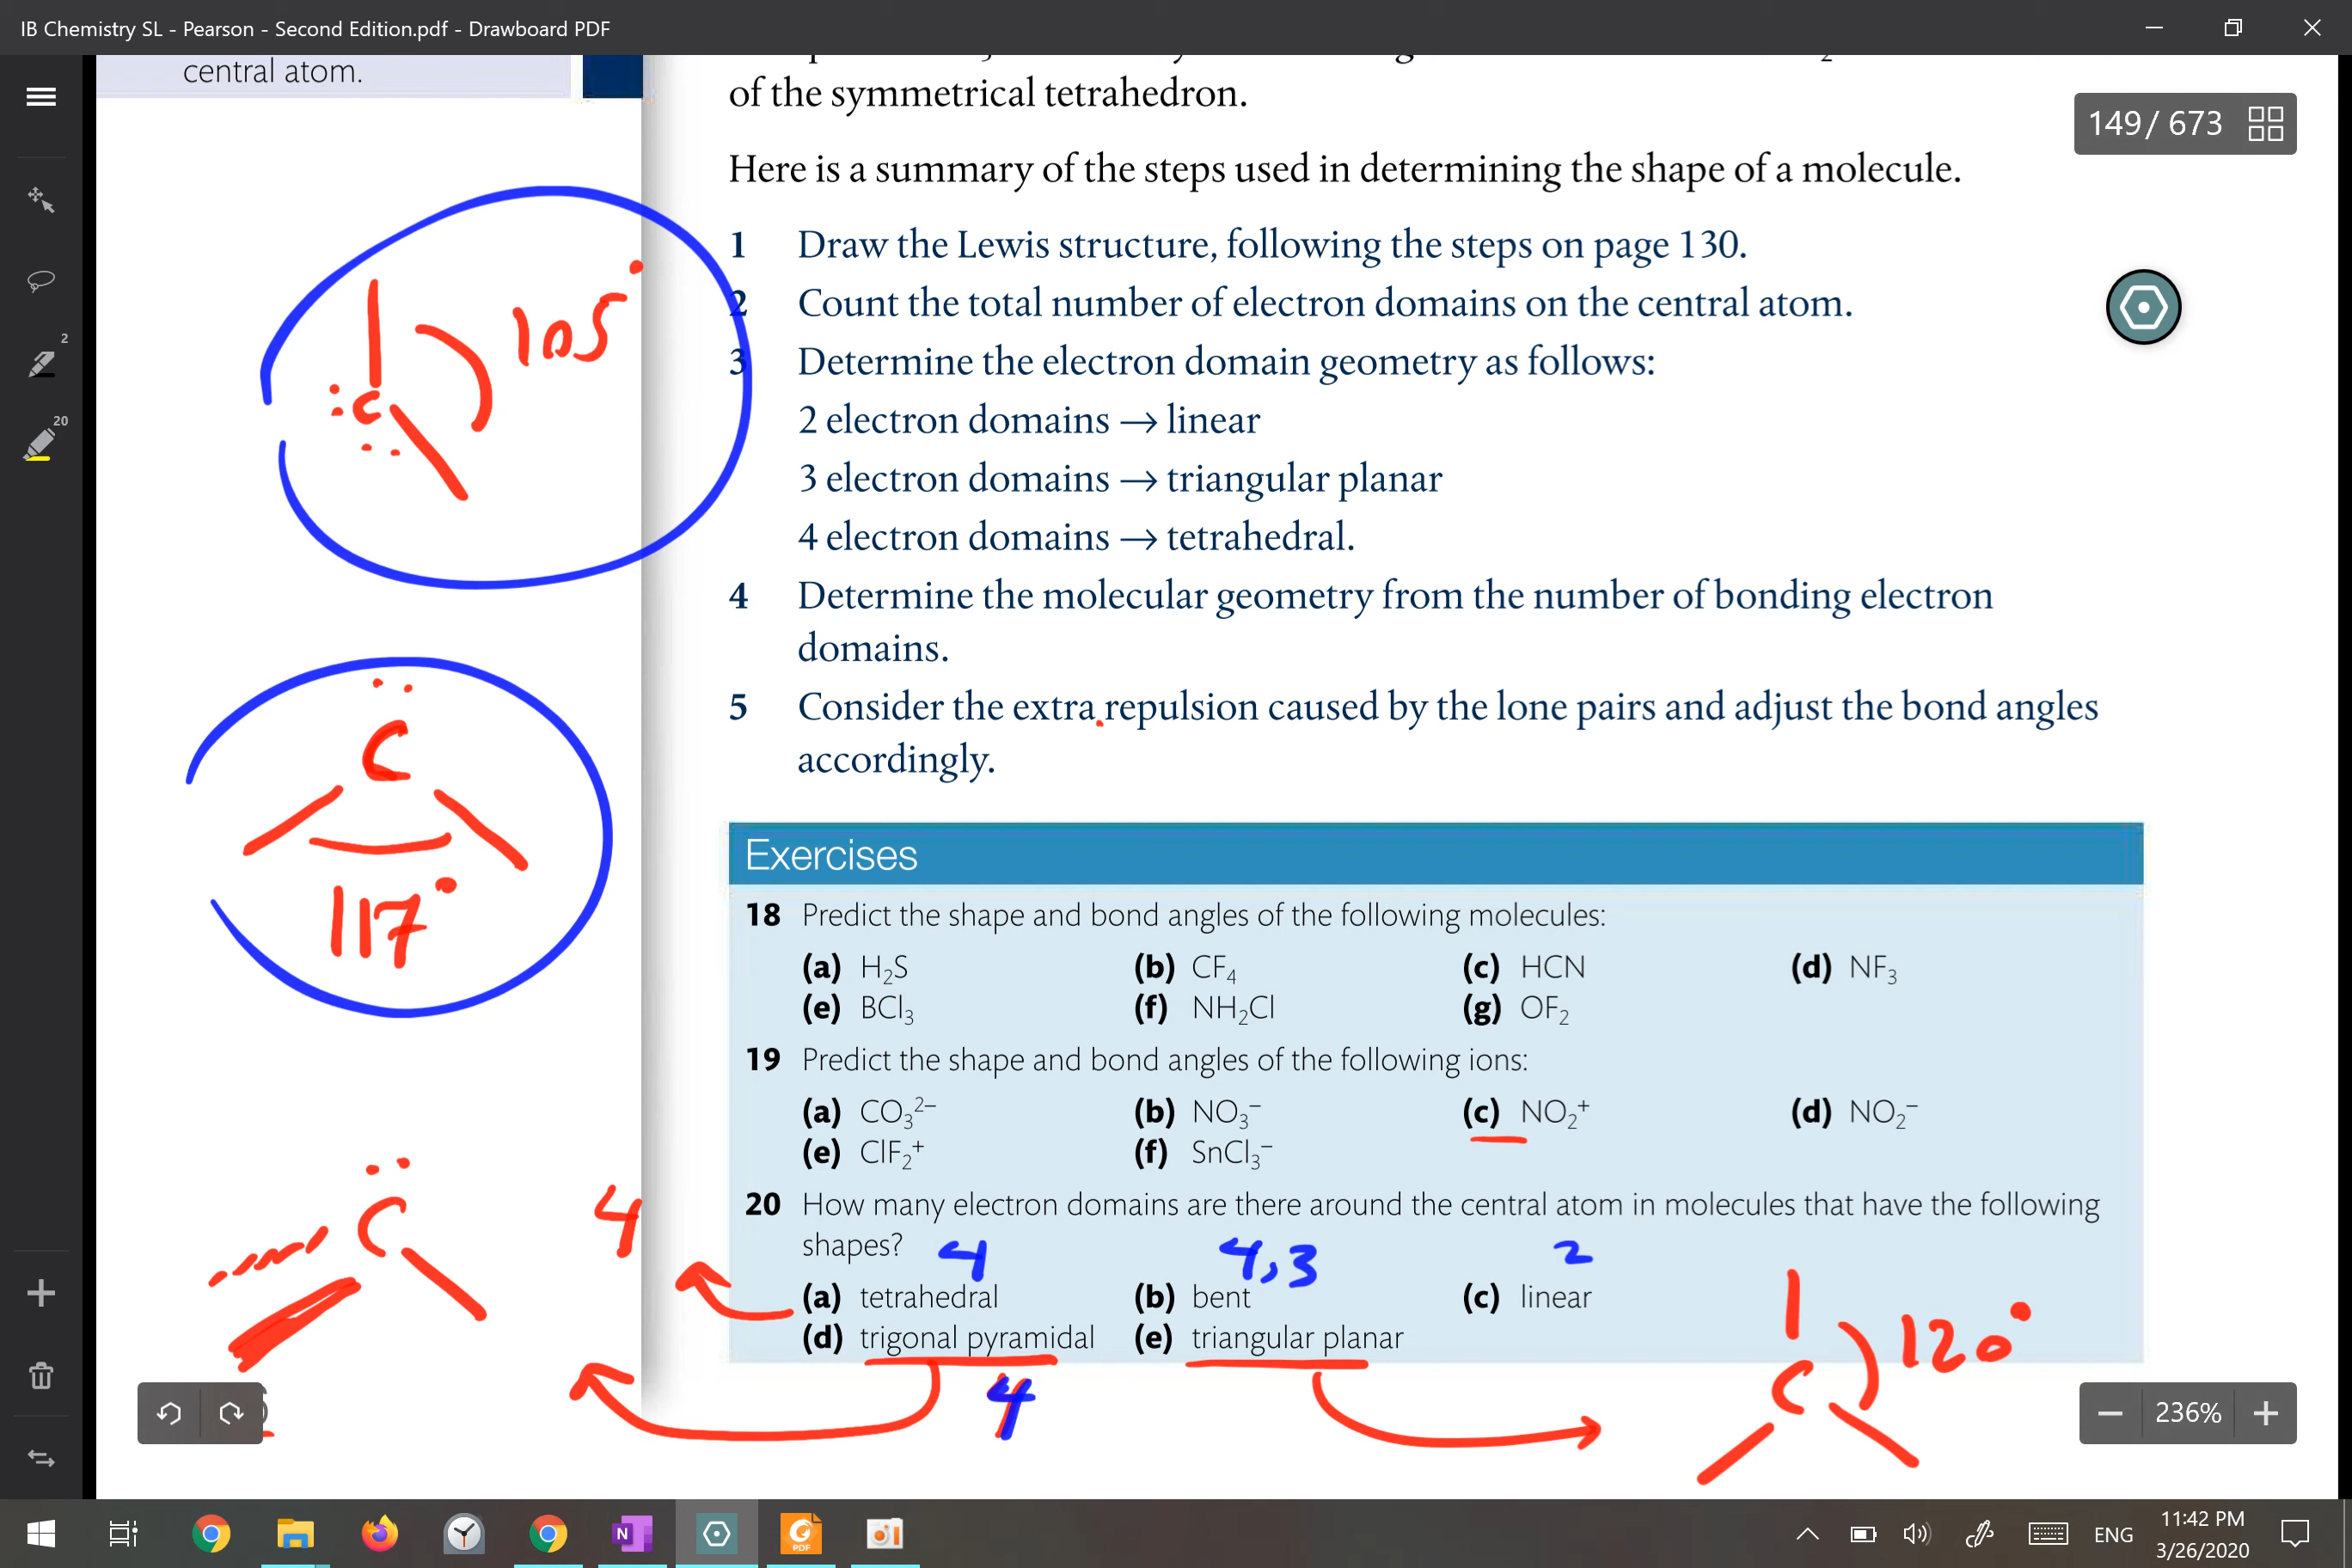 IB Chemistry SL - Pearson - Second Edition.pdf - Drawboard PDF
central atom.
of the symmetrical tetrahedron.
149 / 673
Here is a summary of the steps used in determining the shape of a molecule.
1 Draw the Lewis structure, following the steps on page 130.
2 Count the total number of electron domains on the central atom.
3 Determine the electron domain geometry as follows:
2 electron domains → linear
3 electron domains → triangular planar
4 electron domains → tetrahedral.
4 Determine the molecular geometry from the number of bonding electron
domains.
5 Consider the extra repulsion caused by the lone pairs and adjust the bond angles
accordingly.
2
20
105°
C
C
117°
C
4
Exercises
18 Predict the shape and bond angles of the following molecules:
(a) H₂S (b) CF₄ (c) HCN (d) NF₃
(e) BCl₃ (f) NH₂Cl (g) OF₂
19 Predict the shape and bond angles of the following ions:
(a) CO₃²⁻ (b) NO₃⁻ (c) NO₂⁺ (d) NO₂⁻
(e) ClF₂⁺ (f) SnCl₃⁻
20 How many electron domains are there around the central atom in molecules that have the following
shapes?
4 4,3 2
(a) tetrahedral (b) bent (c) linear
(d) trigonal pyramidal (e) triangular planar
4
C 120°
236%
ENG
11:42 PM
3/26/2020